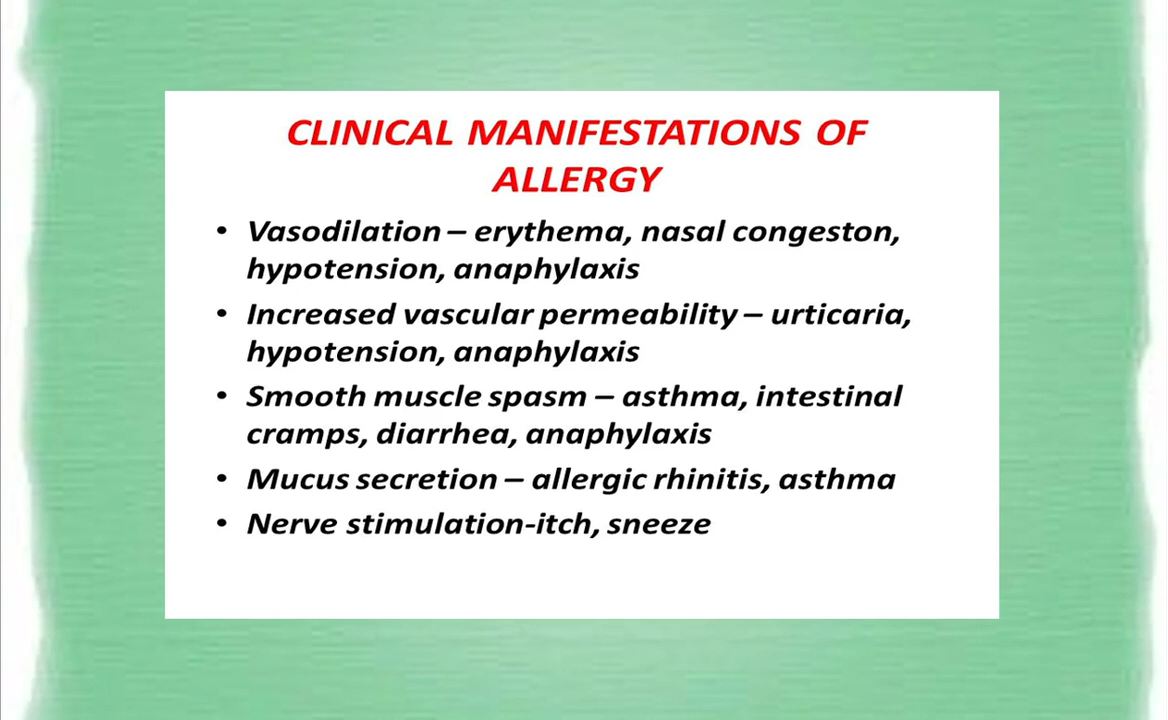 CLINICAL MANIFESTATIONS OF
ALLERGY
• Vasodilation – erythema, nasal congeston,
hypotension, anaphylaxis
• Increased vascular permeability – urticaria,
hypotension, anaphylaxis
• Smooth muscle spasm – asthma, intestinal
cramps, diarrhea, anaphylaxis
• Mucus secretion – allergic rhinitis, asthma
• Nerve stimulation-itch, sneeze